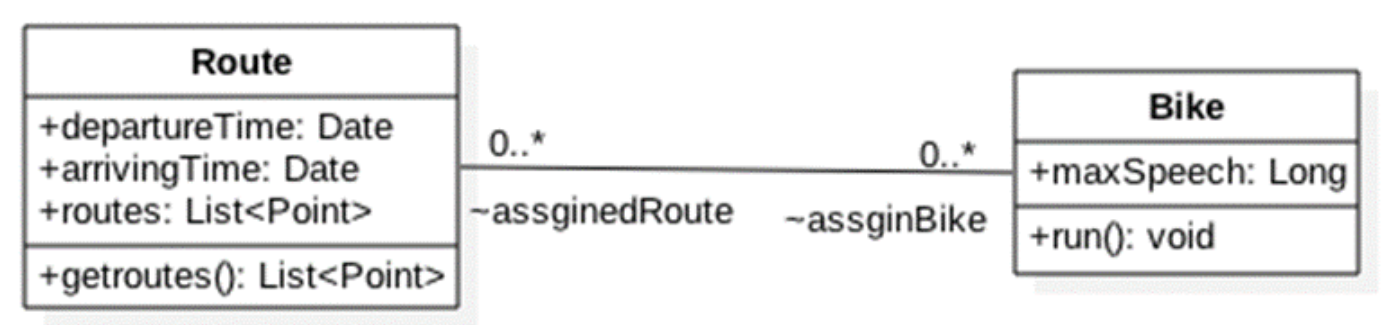 Route
+departureTime: Date
+arrivingTime: Date
+routes: List<Point>
+getroutes(): List<Point>
0..*
~assginedRoute
0..*
~assginBike
Bike
+maxSpeech: Long
+run(): void